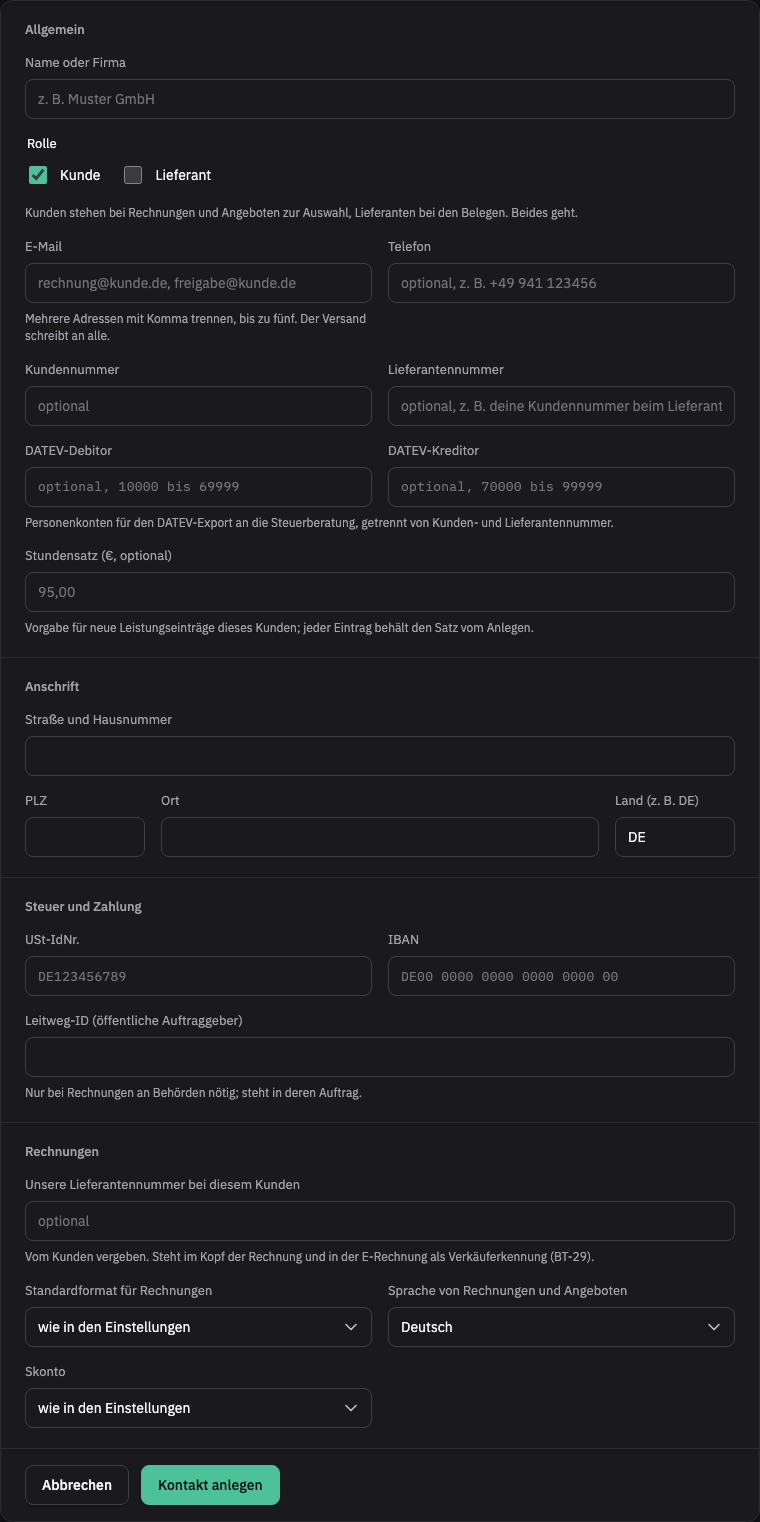 Allgemein
Name oder Firma
z. B. Muster GmbH
Rolle
Kunde Lieferant
Kunden stehen bei Rechnungen und Angeboten zur Auswahl, Lieferanten bei den Belegen. Beides geht.
E-Mail Telefon
rechnung@kunde.de, freigabe@kunde.de optional, z. B. +49 941 123456
Mehrere Adressen mit Komma trennen, bis zu fünf. Der Versand
schreibt an alle.
Kundennummer Lieferantennummer
optional optional, z. B. deine Kundennummer beim Lieferant
DATEV-Debitor DATEV-Kreditor
optional, 10000 bis 69999 optional, 70000 bis 99999
Personenkonten für den DATEV-Export an die Steuerberatung, getrennt von Kunden- und Lieferantennummer.
Stundensatz (€, optional)
95,00
Vorgabe für neue Leistungseinträge dieses Kunden; jeder Eintrag behält den Satz vom Anlegen.
Anschrift
Straße und Hausnummer
PLZ Ort Land (z. B. DE)
DE
Steuer und Zahlung
USt-IdNr. IBAN
DE123456789 DE00 0000 0000 0000 0000 00
Leitweg-ID (öffentliche Auftraggeber)
Nur bei Rechnungen an Behörden nötig; steht in deren Auftrag.
Rechnungen
Unsere Lieferantennummer bei diesem Kunden
optional
Vom Kunden vergeben. Steht im Kopf der Rechnung und in der E-Rechnung als Verkäuferkennung (BT-29).
Standardformat für Rechnungen Sprache von Rechnungen und Angeboten
wie in den Einstellungen Deutsch
Skonto
wie in den Einstellungen
Abbrechen Kontakt anlegen